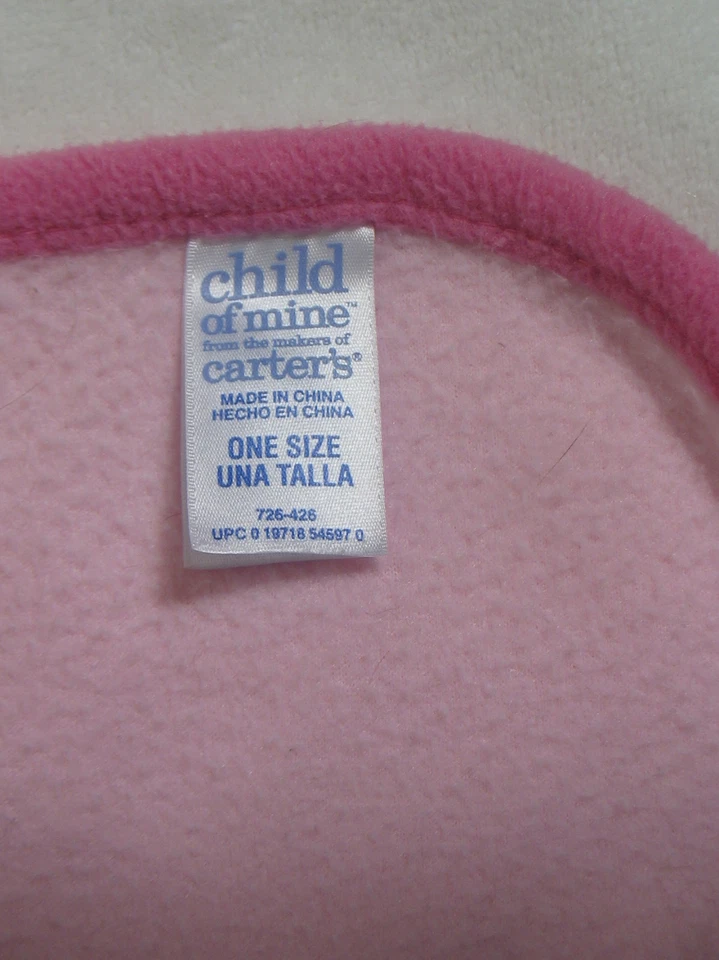 child
of mine™
from the makers of
carter's®
MADE IN CHINA
HECHO EN CHINA
ONE SIZE
UNA TALLA
726-426
UPC 0 19718 54597 0